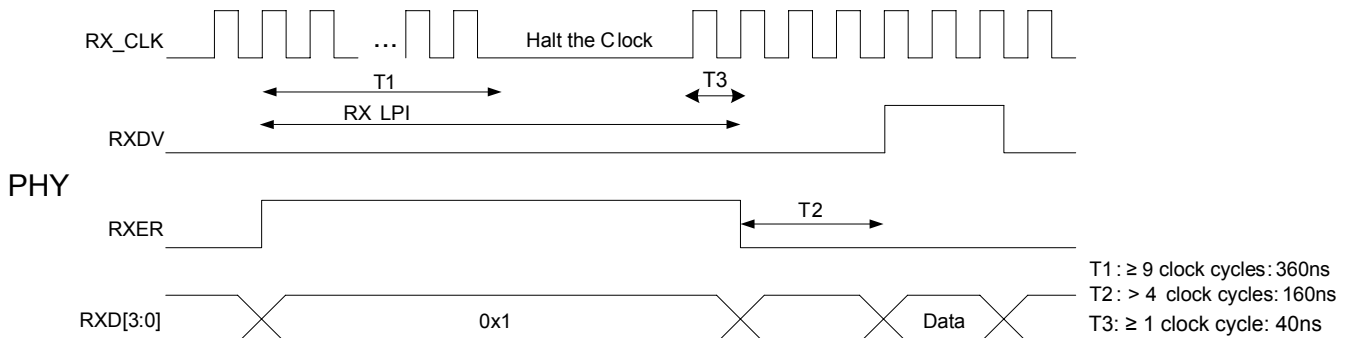 RX_CLK
...
Halt the Clock
T1
T3
RX LPI
RXDV
PHY
RXER
T2
T1: ≥ 9 clock cycles: 360ns
T2: > 4 clock cycles: 160ns
T3: ≥ 1 clock cycle: 40ns
RXD[3:0]
0x1
Data